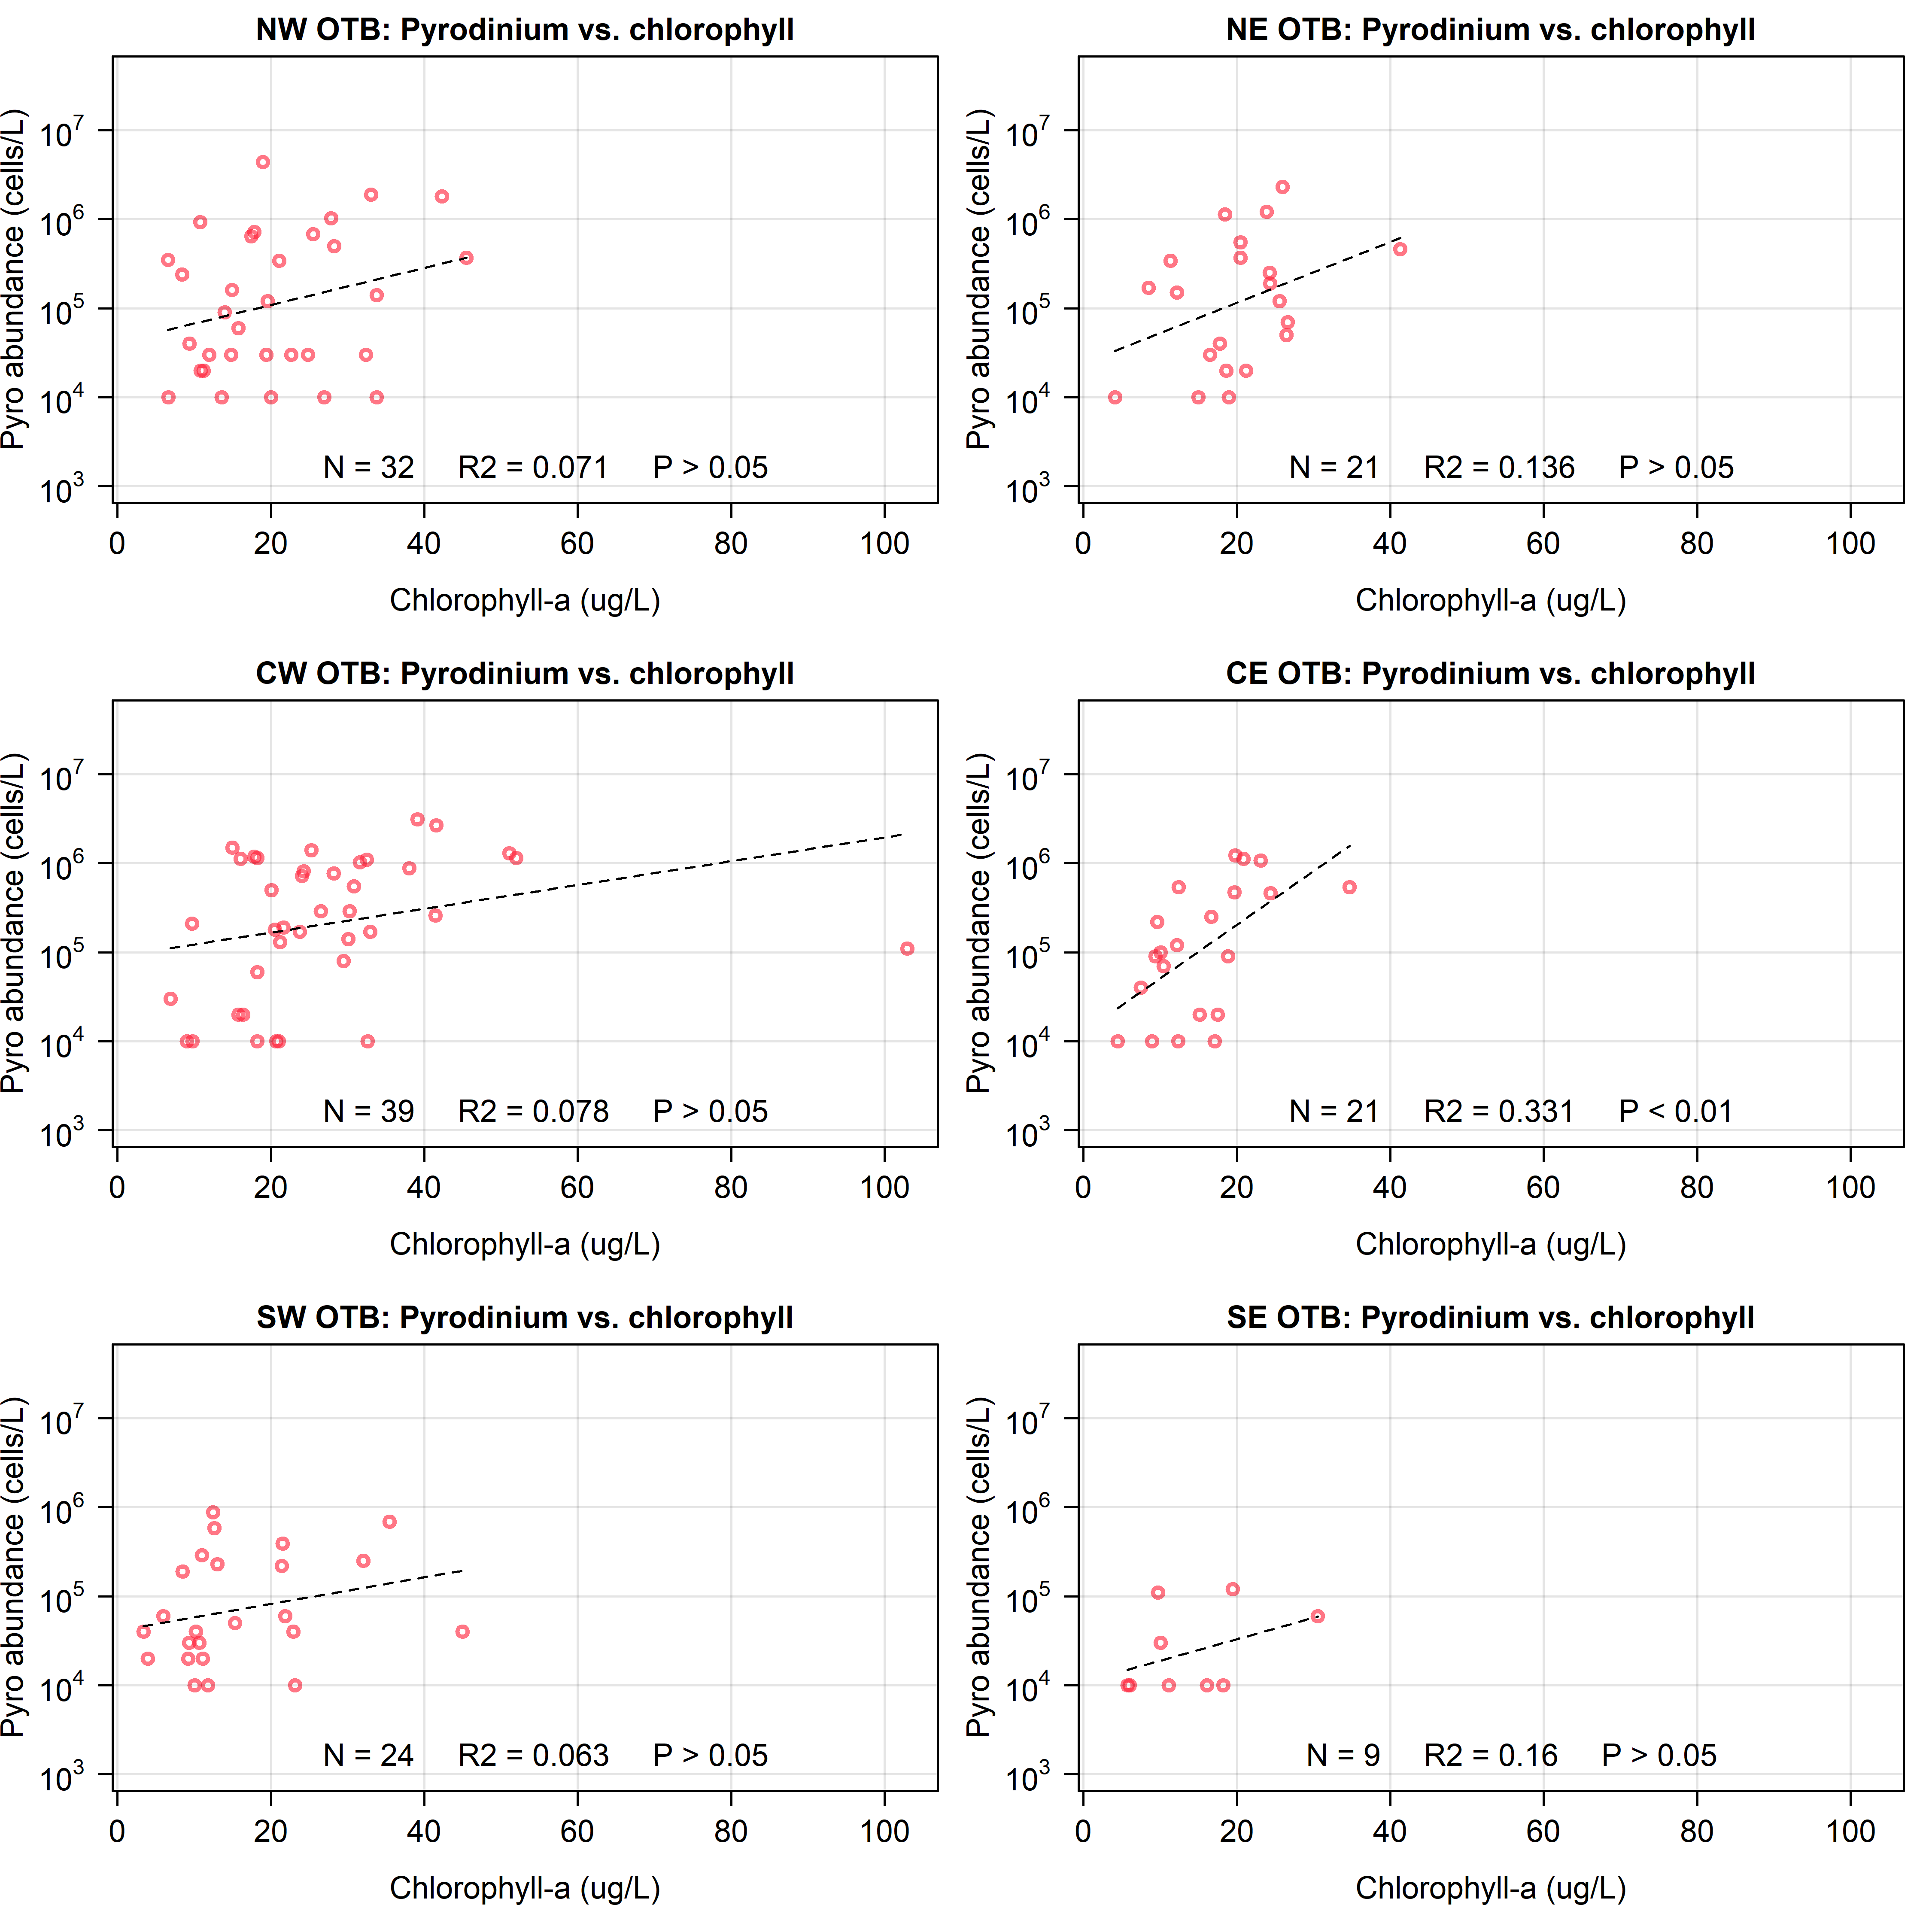 NW OTB: Pyrodinium vs. chlorophyll
Pyro abundance (cells/L)
10^7
10^6
10^5
10^4
10^3
N = 32 R2 = 0.071 P > 0.05
0 20 40 60 80 100
Chlorophyll-a (ug/L)
NE OTB: Pyrodinium vs. chlorophyll
Pyro abundance (cells/L)
10^7
10^6
10^5
10^4
10^3
N = 21 R2 = 0.136 P > 0.05
0 20 40 60 80 100
Chlorophyll-a (ug/L)
CW OTB: Pyrodinium vs. chlorophyll
Pyro abundance (cells/L)
10^7
10^6
10^5
10^4
10^3
N = 39 R2 = 0.078 P > 0.05
0 20 40 60 80 100
Chlorophyll-a (ug/L)
CE OTB: Pyrodinium vs. chlorophyll
Pyro abundance (cells/L)
10^7
10^6
10^5
10^4
10^3
N = 21 R2 = 0.331 P < 0.01
0 20 40 60 80 100
Chlorophyll-a (ug/L)
SW OTB: Pyrodinium vs. chlorophyll
Pyro abundance (cells/L)
10^7
10^6
10^5
10^4
10^3
N = 24 R2 = 0.063 P > 0.05
0 20 40 60 80 100
Chlorophyll-a (ug/L)
SE OTB: Pyrodinium vs. chlorophyll
Pyro abundance (cells/L)
10^7
10^6
10^5
10^4
10^3
N = 9 R2 = 0.16 P > 0.05
0 20 40 60 80 100
Chlorophyll-a (ug/L)